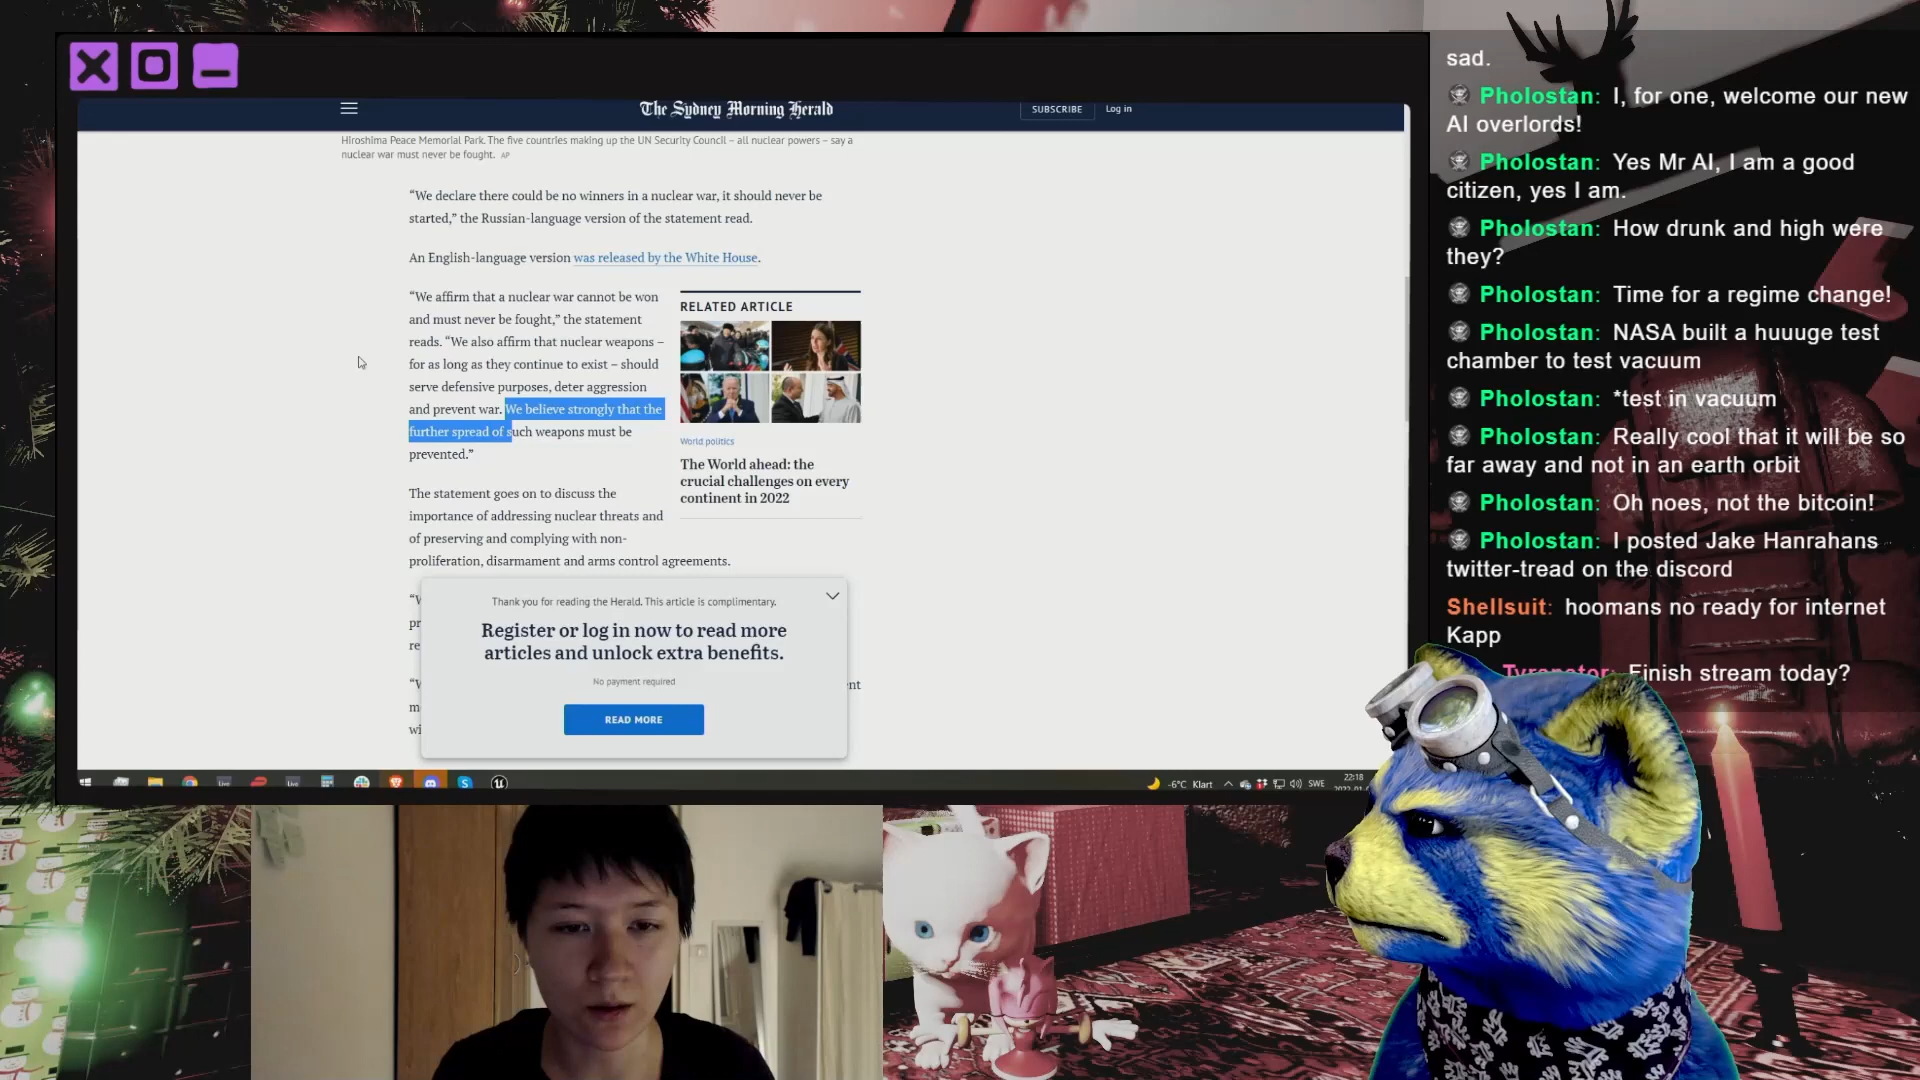 The Sydney Morning Herald
SUBSCRIBE
Log in
Hiroshima Peace Memorial Park. The five countries making up the UN Security Council – all nuclear powers – say a
nuclear war must never be fought. AP
“We declare there could be no winners in a nuclear war, it should never be
started,” the Russian-language version of the statement read.
An English-language version was released by the White House.
“We affirm that a nuclear war cannot be won
and must never be fought,” the statement
reads. “We also affirm that nuclear weapons –
for as long as they continue to exist – should
serve defensive purposes, deter aggression
and prevent war. We believe strongly that the
further spread of such weapons must be
prevented.”
The statement goes on to discuss the
importance of addressing nuclear threats and
of preserving and complying with non-
proliferation, disarmament and arms control agreements.
RELATED ARTICLE
World politics
The World ahead: the
crucial challenges on every
continent in 2022
Thank you for reading the Herald. This article is complimentary.
Register or log in now to read more
articles and unlock extra benefits.
No payment required
READ MORE
-6°C Klart
SWE
22:18
sad.
Pholostan: I, for one, welcome our new
AI overlords!
Pholostan: Yes Mr AI, I am a good
citizen, yes I am.
Pholostan: How drunk and high were
they?
Pholostan: Time for a regime change!
Pholostan: NASA built a huuuge test
chamber to test vacuum
Pholostan: *test in vacuum
Pholostan: Really cool that it will be so
far away and not in an earth orbit
Pholostan: Oh noes, not the bitcoin!
Pholostan: I posted Jake Hanrahans
twitter-tread on the discord
Shellsuit: hoomans no ready for internet
Kapp
Finish stream today?